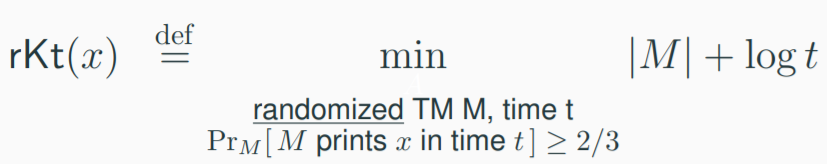 rKt(x) def = min |M| + log t
randomized TM M, time t
Pr_M[M prints x in time t] ≥ 2/3